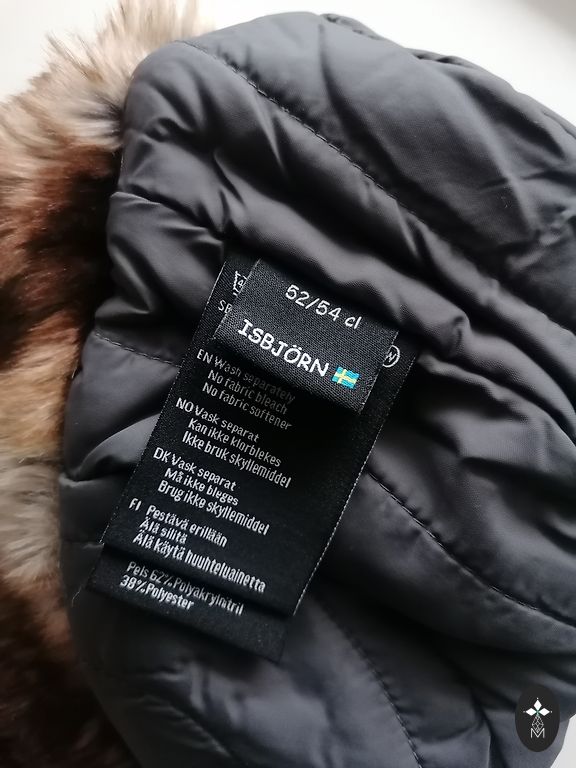 52/54 cl
ISBJÖRN
EN Wash separately
No fabric bleach
No fabric softener
NO Vask separat
Kan ikke klorblekes
Ikke bruk skyllemiddel
DK Vask separat
Må ikke bleges
Brug ikke skyllemiddel
FI Pestävä erillään
Älä siliitä
Älä käytä huuhteluainetta
Pels 62% Polyakrylnitril
38% Polyester
W
M